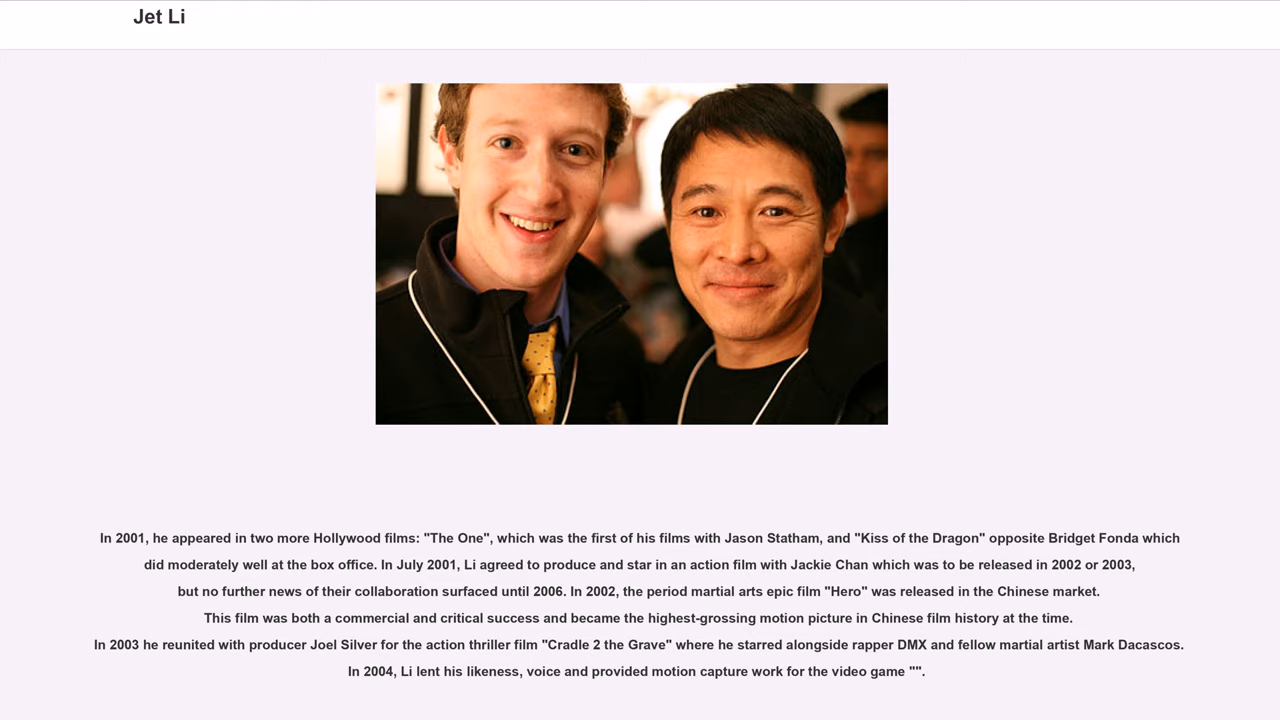 Jet Li
In 2001, he appeared in two more Hollywood films: "The One", which was the first of his films with Jason Statham, and "Kiss of the Dragon" opposite Bridget Fonda which
did moderately well at the box office. In July 2001, Li agreed to produce and star in an action film with Jackie Chan which was to be released in 2002 or 2003,
but no further news of their collaboration surfaced until 2006. In 2002, the period martial arts epic film "Hero" was released in the Chinese market.
This film was both a commercial and critical success and became the highest-grossing motion picture in Chinese film history at the time.
In 2003 he reunited with producer Joel Silver for the action thriller film "Cradle 2 the Grave" where he starred alongside rapper DMX and fellow martial artist Mark Dacascos.
In 2004, Li lent his likeness, voice and provided motion capture work for the video game "".